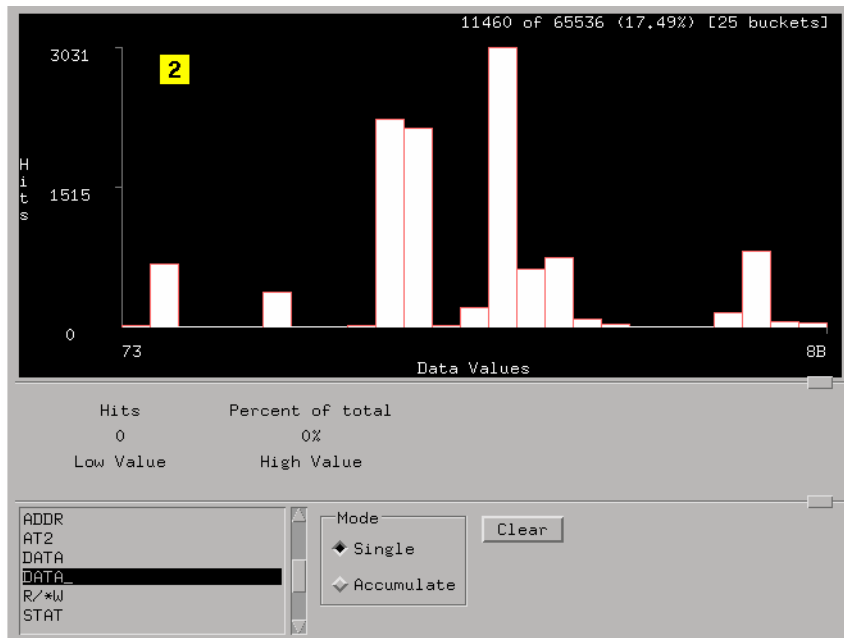 11460 of 65536 (17.49%) [25 buckets]
3031
2
Hits
1515
0
73 8B
Data Values
Hits Percent of total
0 0%
Low Value High Value
ADDR
AT2
DATA
DATA_
R/*W
STAT
Mode
Single
Accumulate
Clear